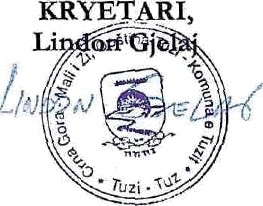 KRYETARI,
Lindon Gjelaj
LINDON GJELAJ
Crna Gora - Mali i Zi
Komuna e Tuzit
Tuzi - Tuz